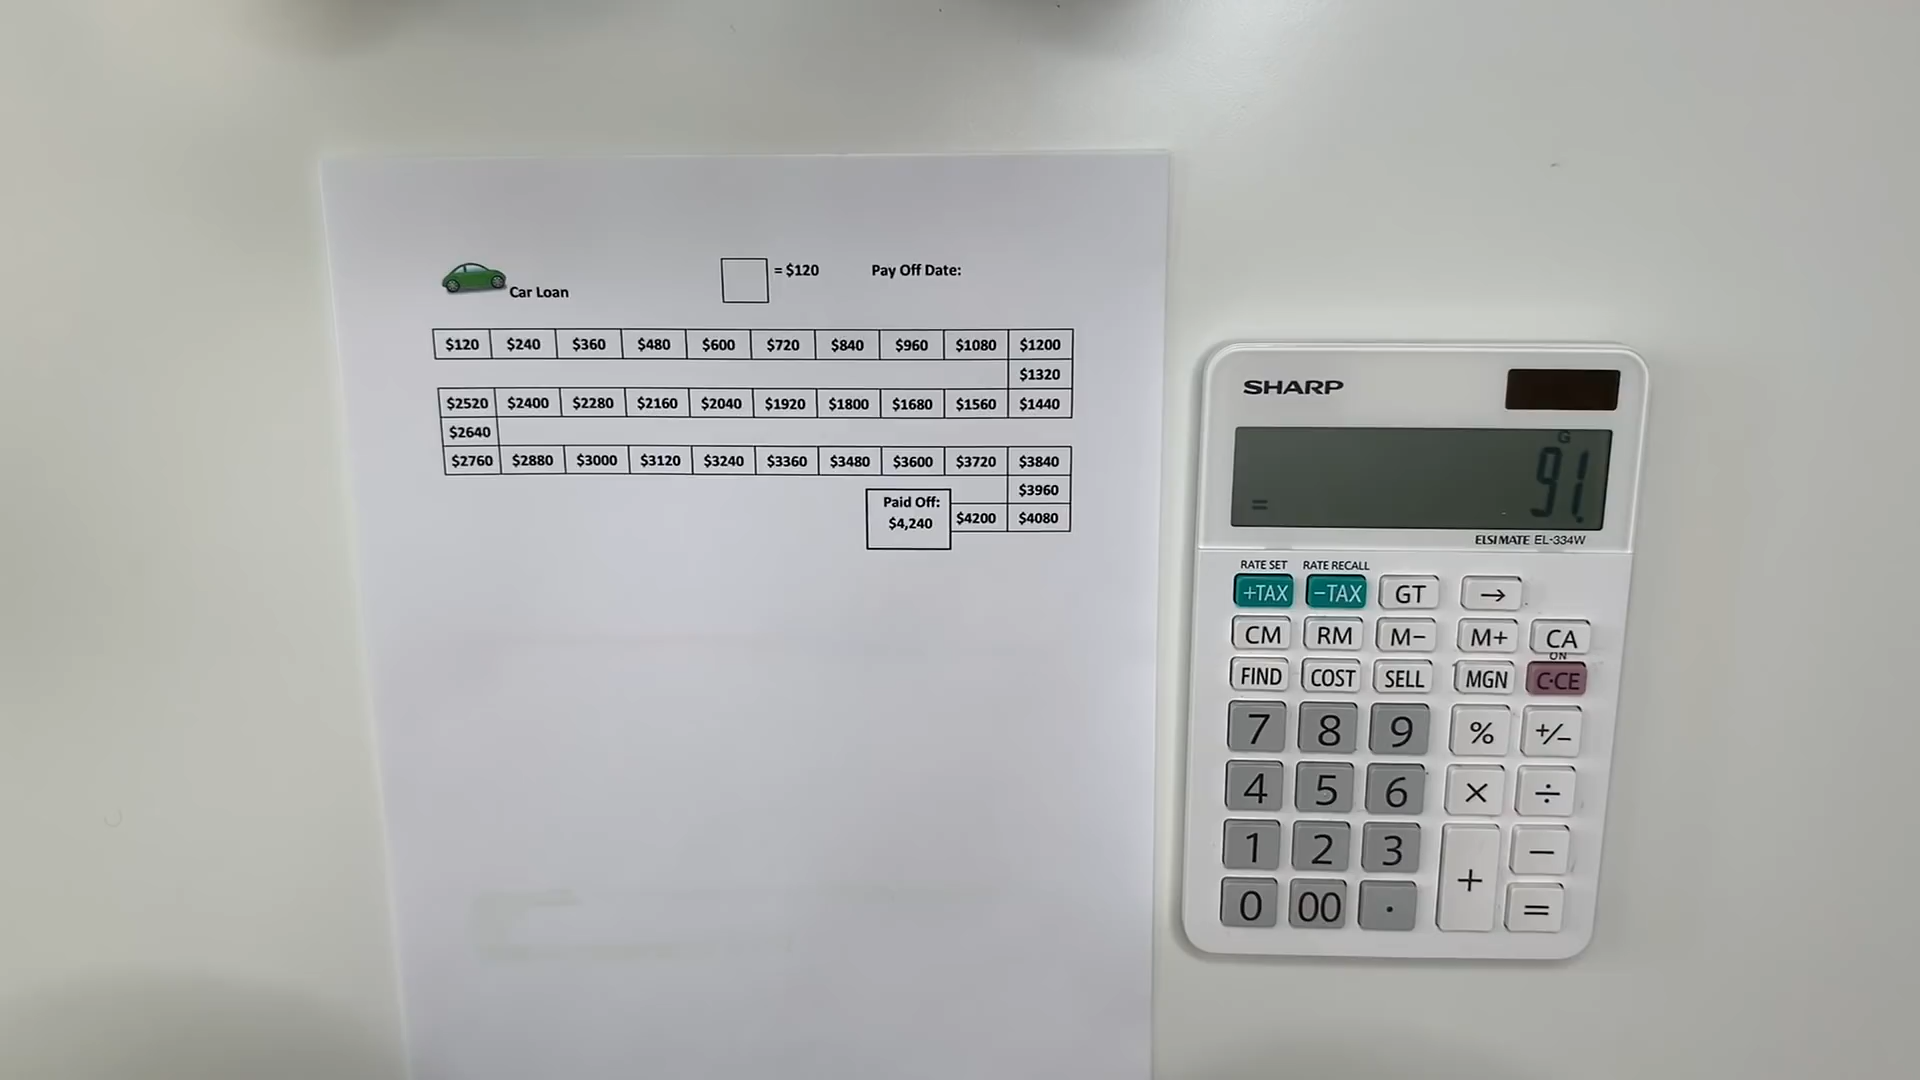 Car Loan
= $120
Pay Off Date:
$120 $240 $360 $480 $600 $720 $840 $960 $1080 $1200
$1320
$2520 $2400 $2280 $2160 $2040 $1920 $1800 $1680 $1560 $1440
$2640
$2760 $2880 $3000 $3120 $3240 $3360 $3480 $3600 $3720 $3840
$3960
Paid Off:
$4,240
$4200 $4080
SHARP
G
= 91.
ELSIMATE EL-334W
RATE SET RATE RECALL
+TAX −TAX GT →
CM RM M− M+ CA
ON
FIND COST SELL MGN C·CE
7 8 9 % +/−
4 5 6 × ÷
1 2 3 + −
0 00 · =